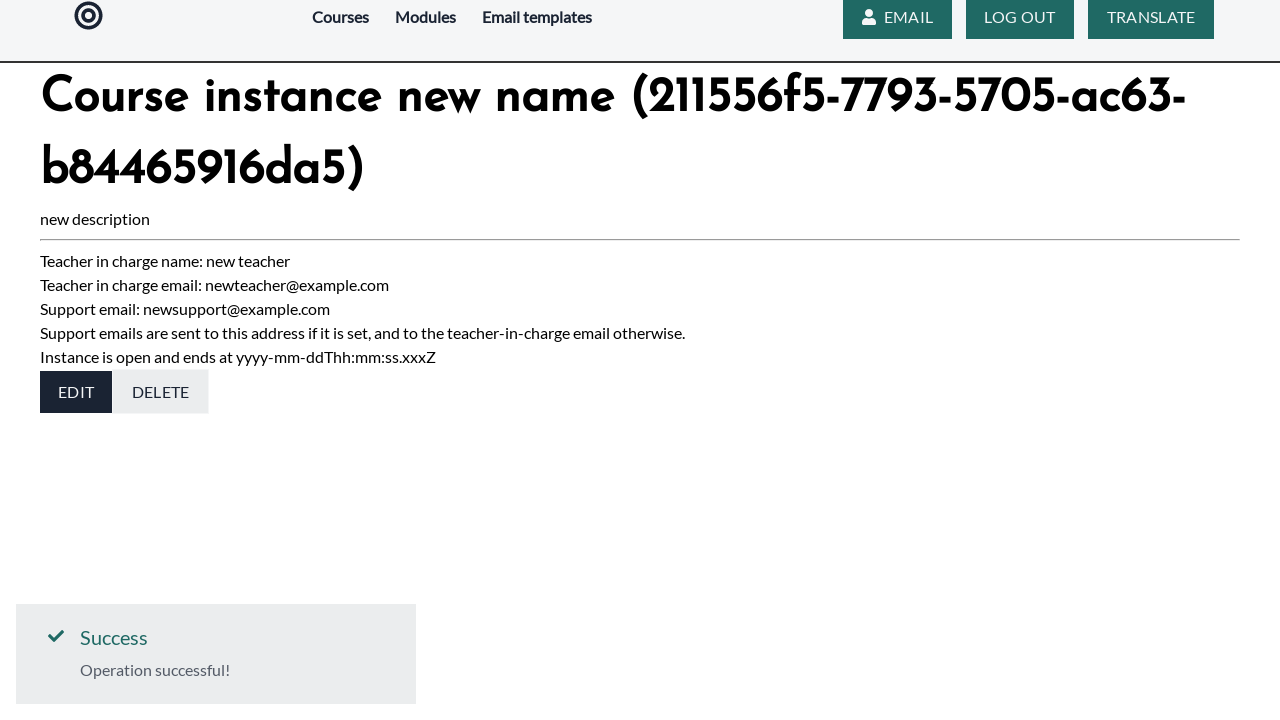 Courses Modules Email templates EMAIL LOG OUT TRANSLATE
Course instance new name (211556f5-7793-5705-ac63-
b84465916da5)
new description
Teacher in charge name: new teacher
Teacher in charge email: newteacher@example.com
Support email: newsupport@example.com
Support emails are sent to this address if it is set, and to the teacher-in-charge email otherwise.
Instance is open and ends at yyyy-mm-ddThh:mm:ss.xxxZ
EDIT DELETE
Success
Operation successful!